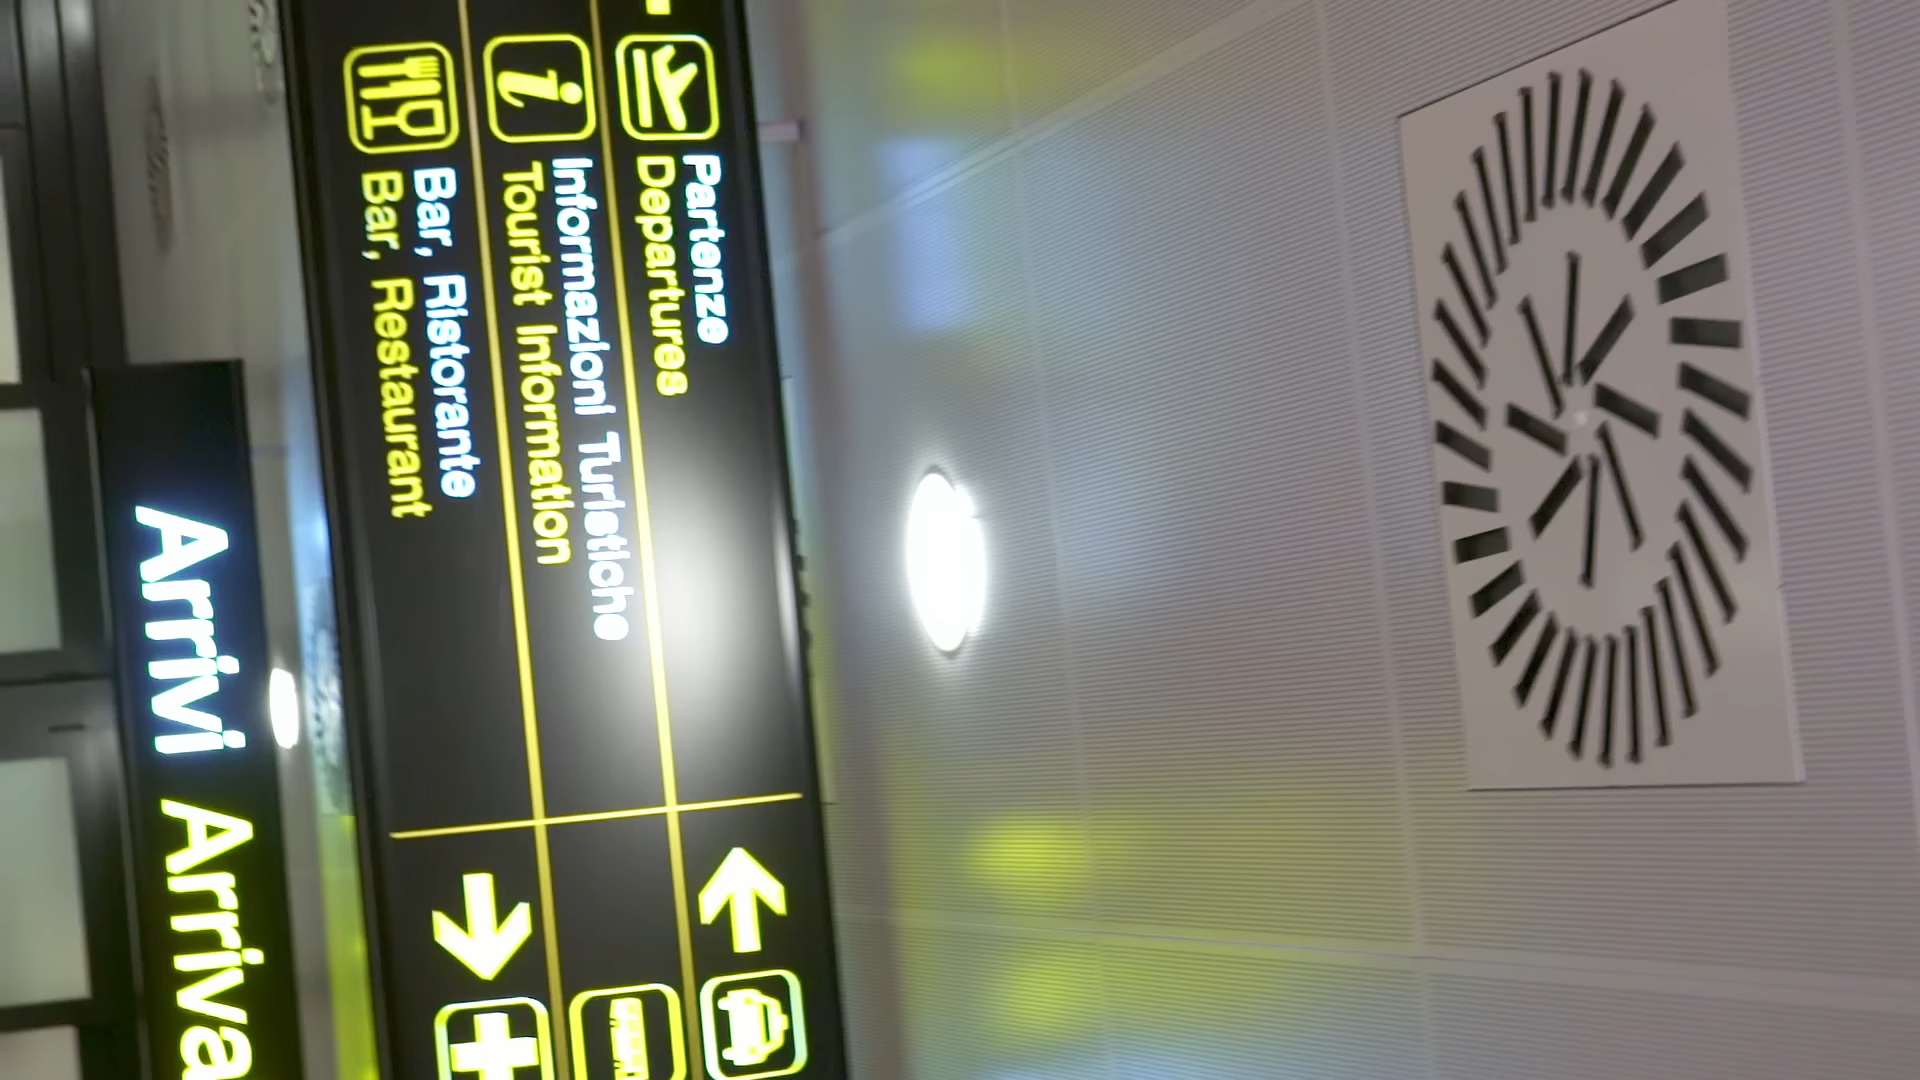 Partenze
Departures
Informazioni Turistiche
Tourist Information
Bar, Ristorante
Bar, Restaurant
Arrivi